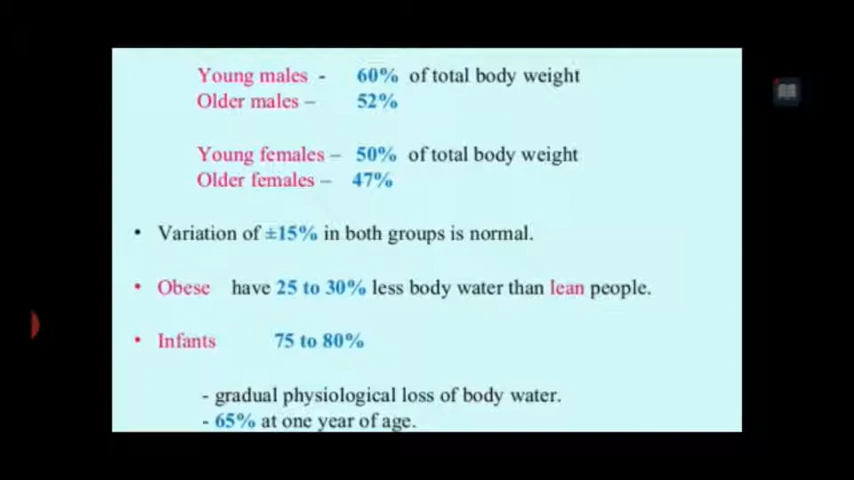 Young males - 60% of total body weight
Older males – 52%
Young females – 50% of total body weight
Older females – 47%
• Variation of ±15% in both groups is normal.
• Obese have 25 to 30% less body water than lean people.
• Infants 75 to 80%
- gradual physiological loss of body water.
- 65% at one year of age.